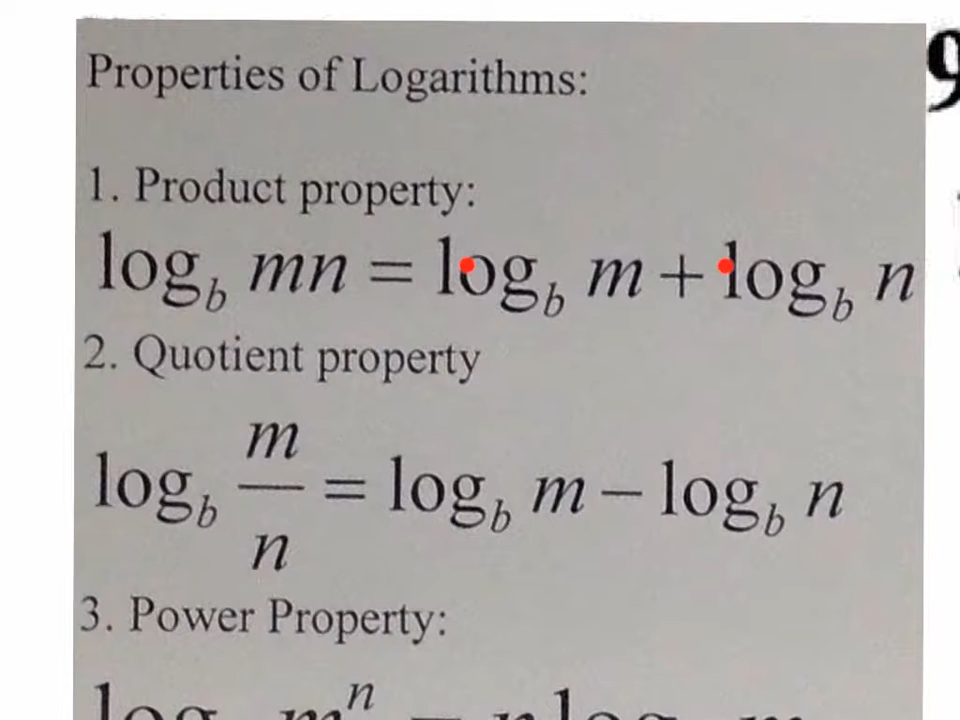 Properties of Logarithms:
1. Product property:
log_b mn = log_b m + log_b n
2. Quotient property
log_b m/n = log_b m − log_b n
3. Power Property:
9